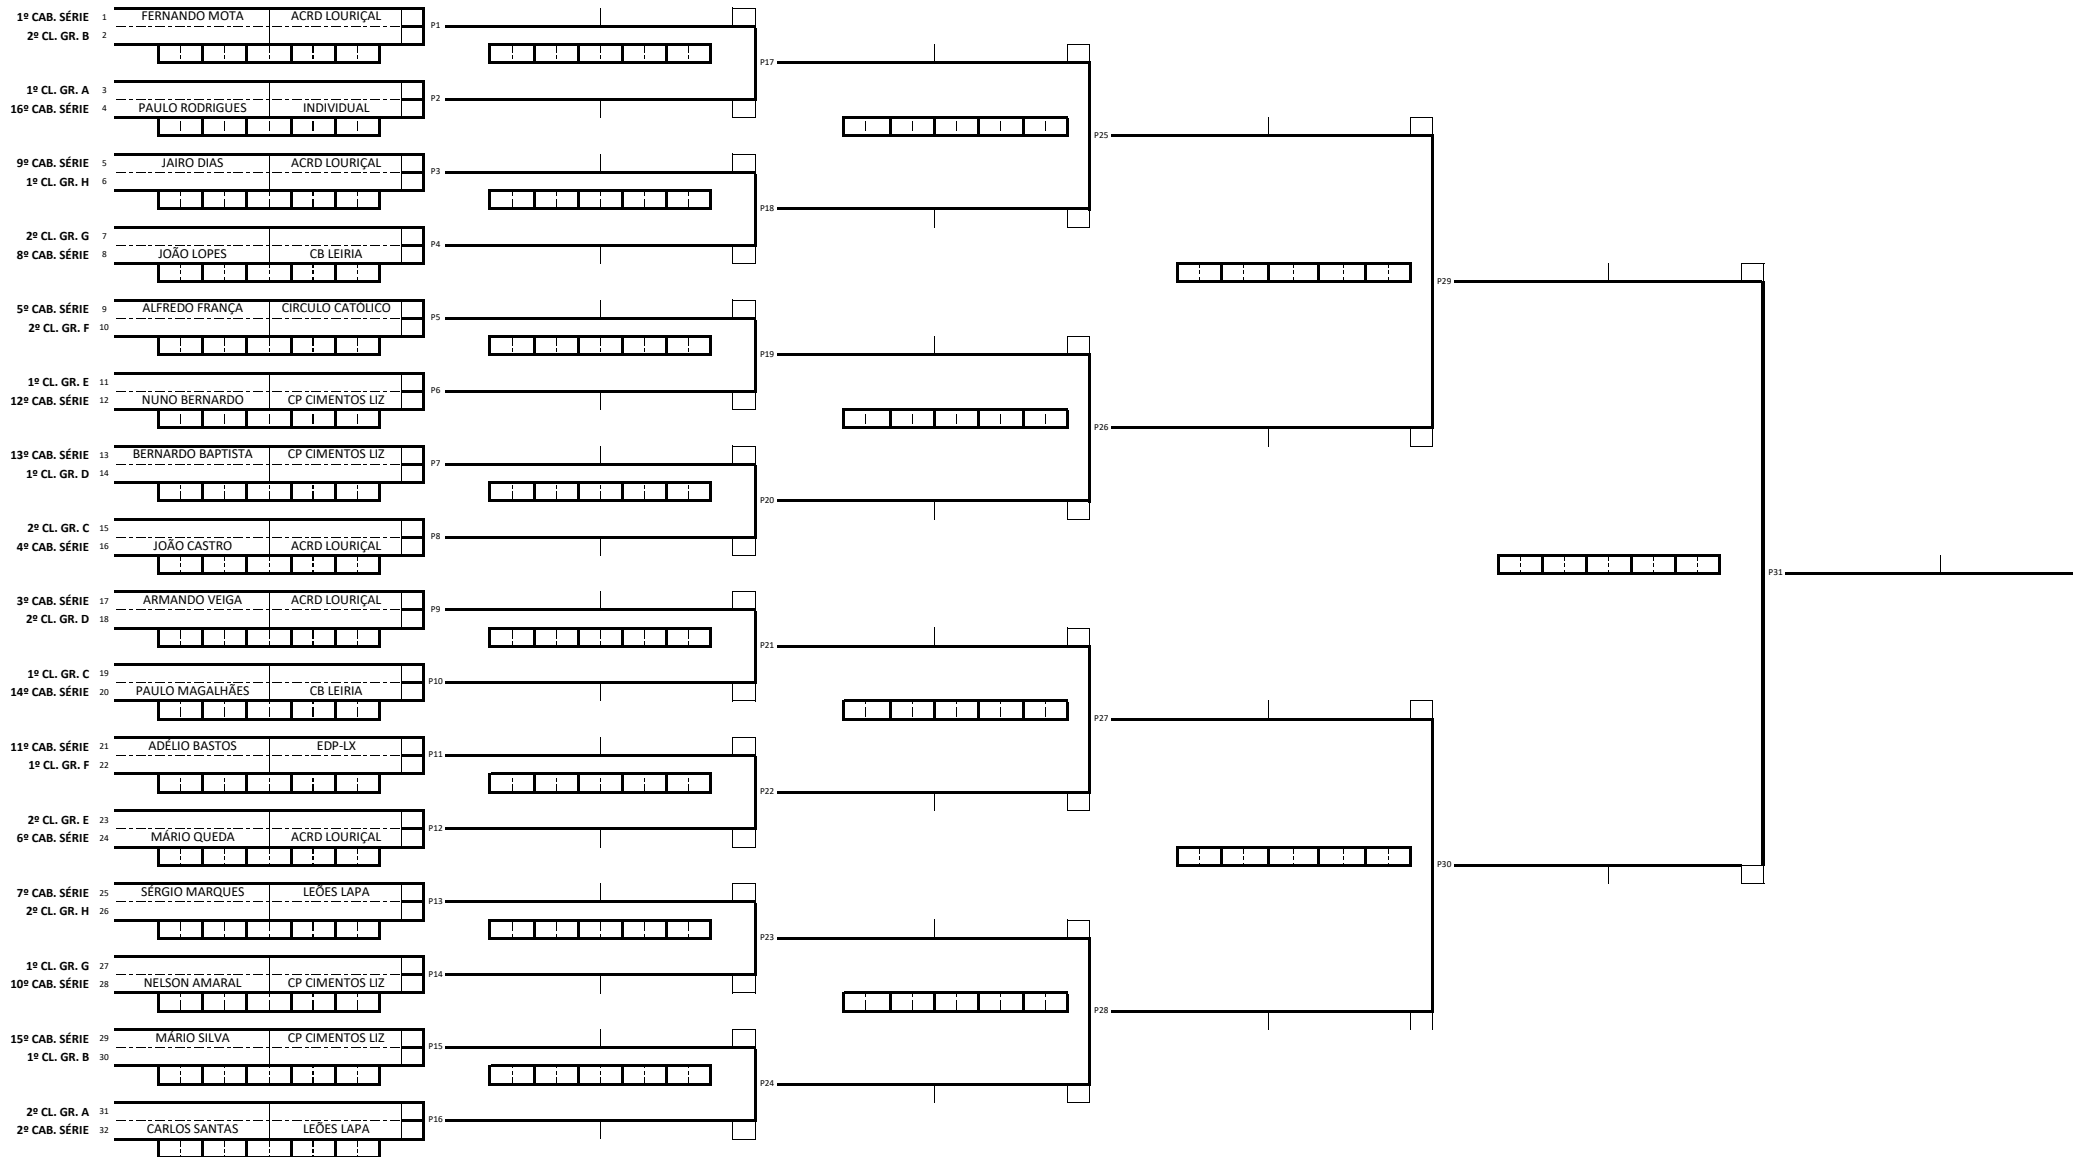 1º CAB. SÉRIE 1 FERNANDO MOTA ACRD LOURIÇAL
2º CL. GR. B 2
P1
1º CL. GR. A 3
16º CAB. SÉRIE 4 PAULO RODRIGUES INDIVIDUAL
P2
P17
9º CAB. SÉRIE 5 JAIRO DIAS ACRD LOURIÇAL
1º CL. GR. H 6
P3
2º CL. GR. G 7
8º CAB. SÉRIE 8 JOÃO LOPES CB LEIRIA
P4
P18
P25
5º CAB. SÉRIE 9 ALFREDO FRANÇA CIRCULO CATÓLICO
2º CL. GR. F 10
P5
1º CL. GR. E 11
12º CAB. SÉRIE 12 NUNO BERNARDO CP CIMENTOS LIZ
P6
P19
13º CAB. SÉRIE 13 BERNARDO BAPTISTA CP CIMENTOS LIZ
1º CL. GR. D 14
P7
2º CL. GR. C 15
4º CAB. SÉRIE 16 JOÃO CASTRO ACRD LOURIÇAL
P8
P20
P26
P29
3º CAB. SÉRIE 17 ARMANDO VEIGA ACRD LOURIÇAL
2º CL. GR. D 18
P9
1º CL. GR. C 19
14º CAB. SÉRIE 20 PAULO MAGALHÃES CB LEIRIA
P10
P21
11º CAB. SÉRIE 21 ADÉLIO BASTOS EDP-LX
1º CL. GR. F 22
P11
2º CL. GR. E 23
6º CAB. SÉRIE 24 MÁRIO QUEDA ACRD LOURIÇAL
P12
P22
P27
7º CAB. SÉRIE 25 SÉRGIO MARQUES LEÕES LAPA
2º CL. GR. H 26
P13
1º CL. GR. G 27
10º CAB. SÉRIE 28 NELSON AMARAL CP CIMENTOS LIZ
P14
P23
15º CAB. SÉRIE 29 MÁRIO SILVA CP CIMENTOS LIZ
1º CL. GR. B 30
P15
2º CL. GR. A 31
2º CAB. SÉRIE 32 CARLOS SANTAS LEÕES LAPA
P16
P24
P28
P30
P31